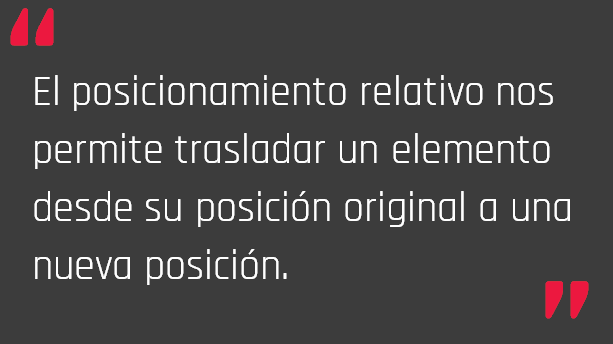 “
El posicionamiento relativo nos
permite trasladar un elemento
desde su posición original a una
nueva posición.
”